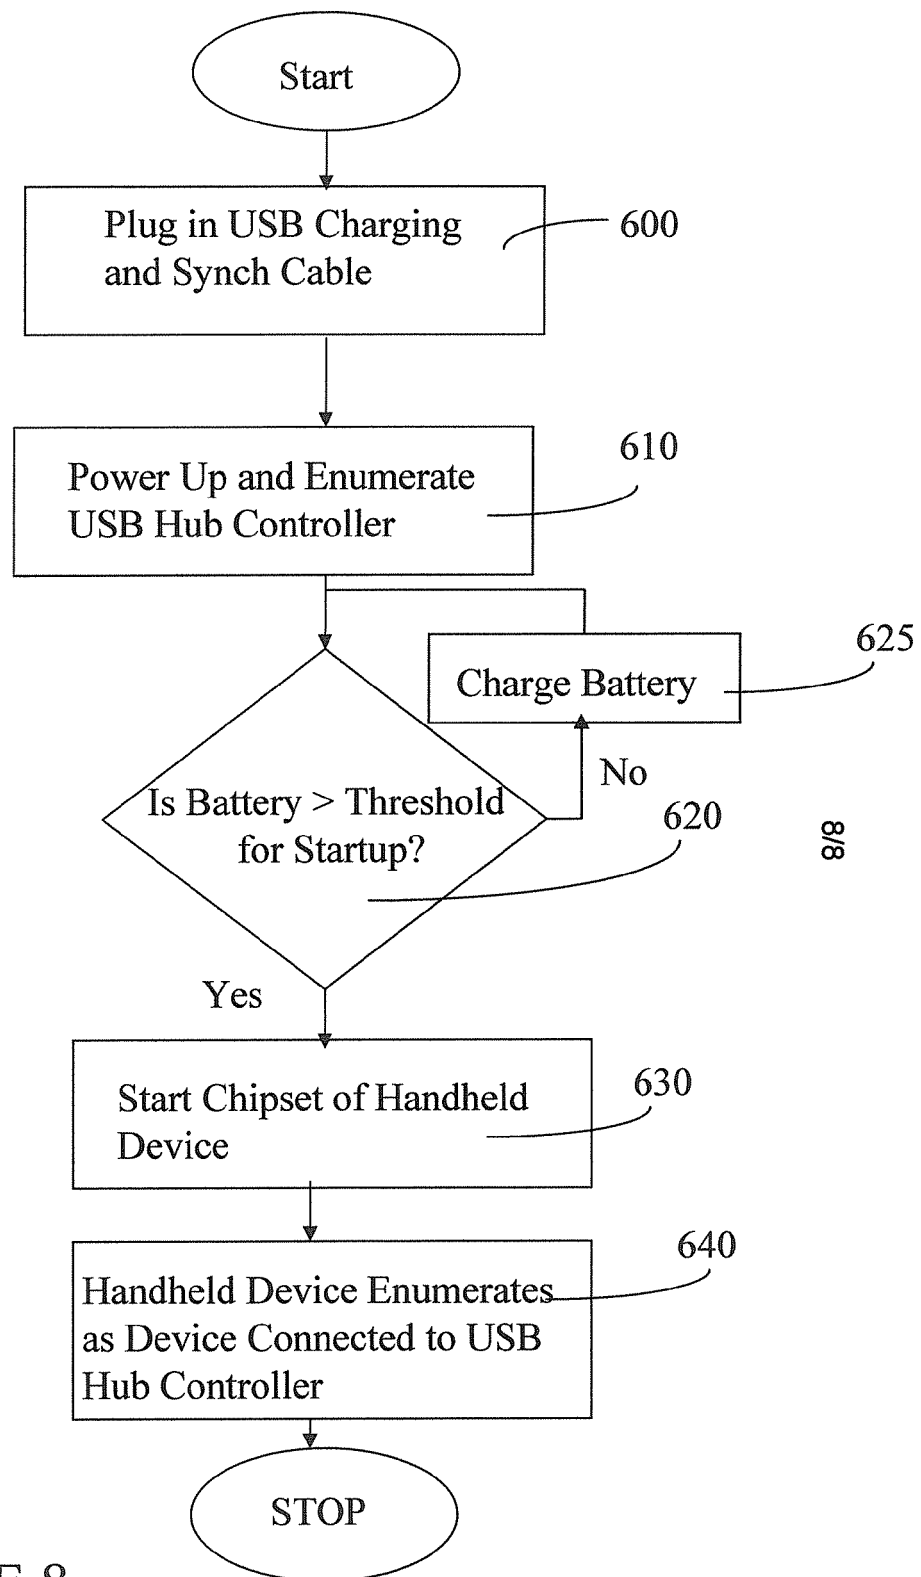 Start
Plug in USB Charging
and Synch Cable
600
Power Up and Enumerate
USB Hub Controller
610
Charge Battery
625
No
Is Battery > Threshold
for Startup?
620
8/8
Yes
Start Chipset of Handheld
Device
630
Handheld Device Enumerates
as Device Connected to USB
Hub Controller
640
STOP